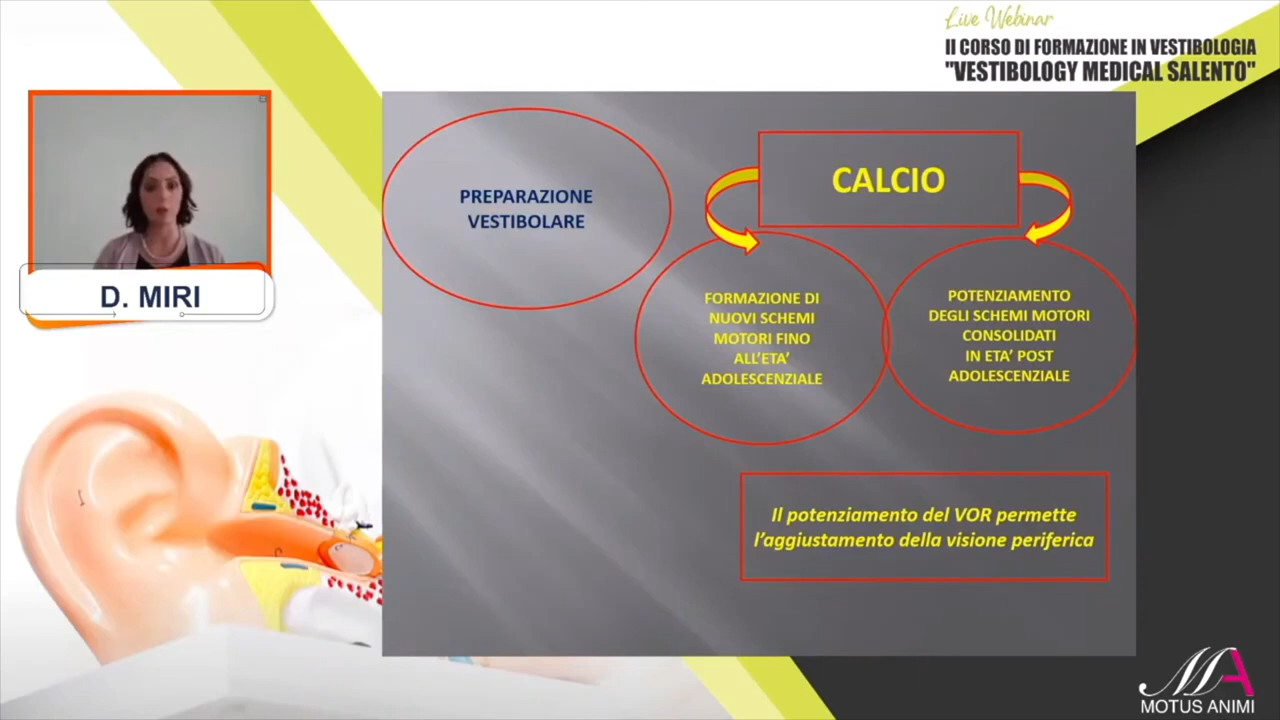 Live Webinar
II CORSO DI FORMAZIONE IN VESTIBOLOGIA
"VESTIBOLOGY MEDICAL SALENTO"
D. MIRI
PREPARAZIONE
VESTIBOLARE
CALCIO
FORMAZIONE DI
NUOVI SCHEMI
MOTORI FINO
ALL'ETA'
ADOLESCENZIALE
POTENZIAMENTO
DEGLI SCHEMI MOTORI
CONSOLIDATI
IN ETA' POST
ADOLESCENZIALE
Il potenziamento del VOR permette
l'aggiustamento della visione periferica
MA
MOTUS ANIMI